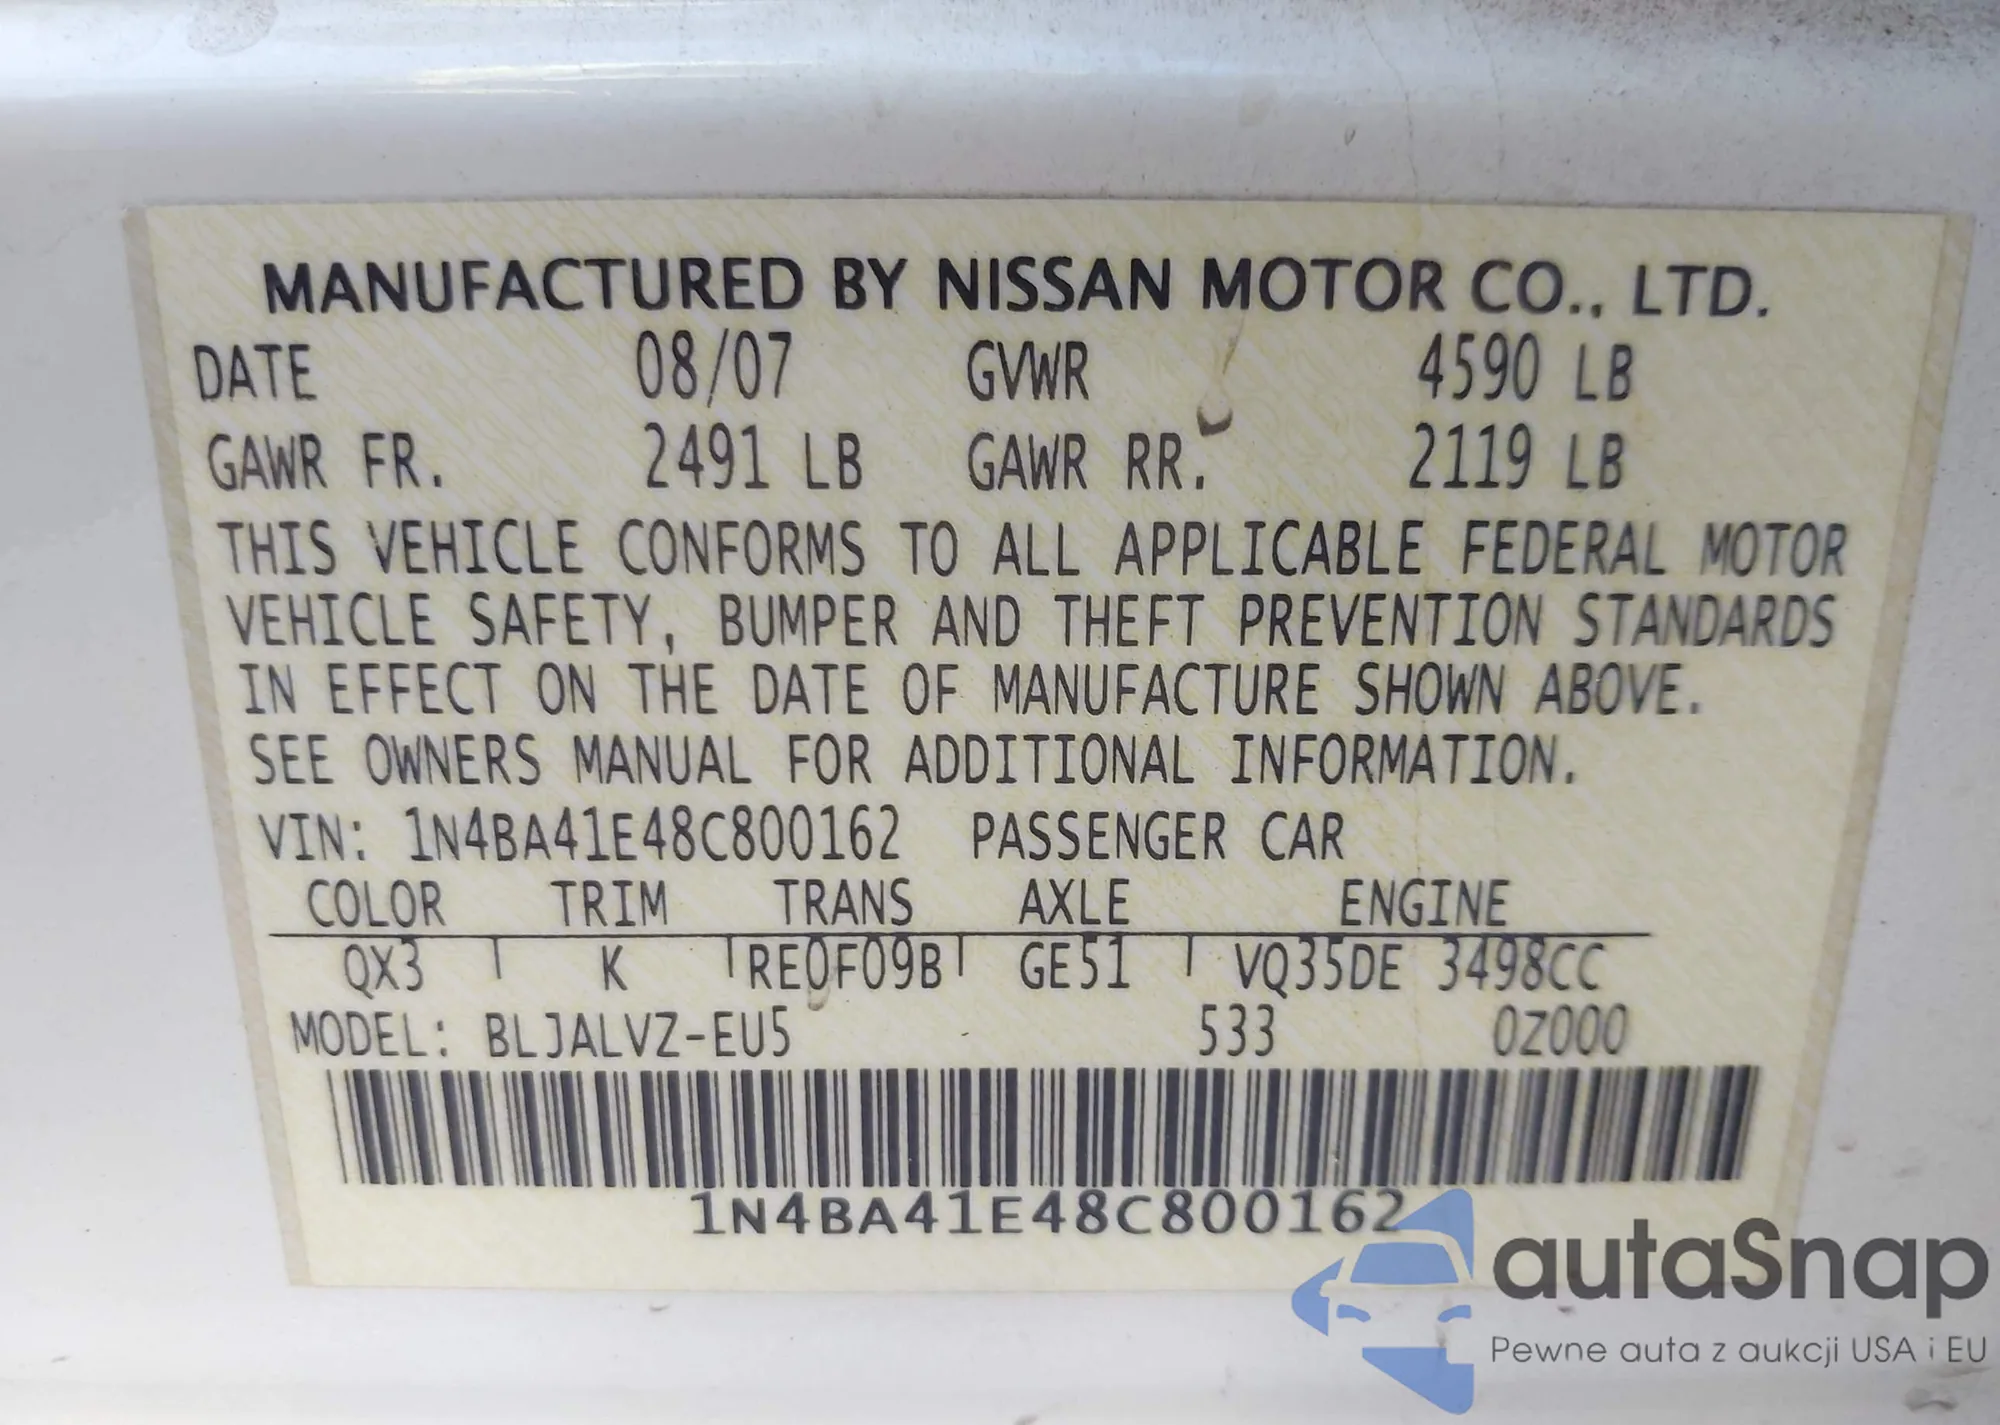 MANUFACTURED BY NISSAN MOTOR CO., LTD.
DATE 08/07 GVWR 4590 LB
GAWR FR. 2491 LB GAWR RR. 2119 LB
THIS VEHICLE CONFORMS TO ALL APPLICABLE FEDERAL MOTOR
VEHICLE SAFETY, BUMPER AND THEFT PREVENTION STANDARDS
IN EFFECT ON THE DATE OF MANUFACTURE SHOWN ABOVE.
SEE OWNERS MANUAL FOR ADDITIONAL INFORMATION.
VIN: 1N4BA41E48C800162 PASSENGER CAR
COLOR TRIM TRANS AXLE ENGINE
QX3 K RE0F09B GE51 VQ35DE 3498CC
MODEL: BLJALVZ-EU5 533 0Z000
1N4BA41E48C800162
autaSnap
Pewne auta z aukcji USA i EU